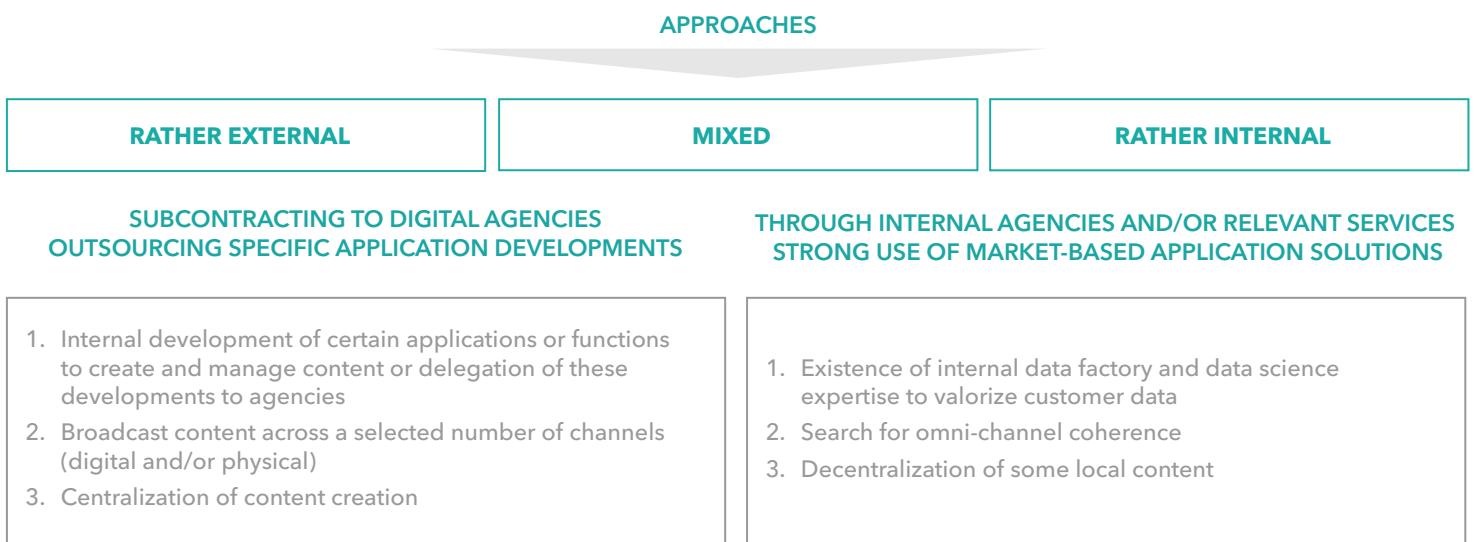 APPROACHES
RATHER EXTERNAL
MIXED
RATHER INTERNAL
SUBCONTRACTING TO DIGITAL AGENCIES
OUTSOURCING SPECIFIC APPLICATION DEVELOPMENTS
THROUGH INTERNAL AGENCIES AND/OR RELEVANT SERVICES
STRONG USE OF MARKET-BASED APPLICATION SOLUTIONS
1. Internal development of certain applications or functions
to create and manage content or delegation of these
developments to agencies
2. Broadcast content across a selected number of channels
(digital and/or physical)
3. Centralization of content creation
1. Existence of internal data factory and data science
expertise to valorize customer data
2. Search for omni-channel coherence
3. Decentralization of some local content